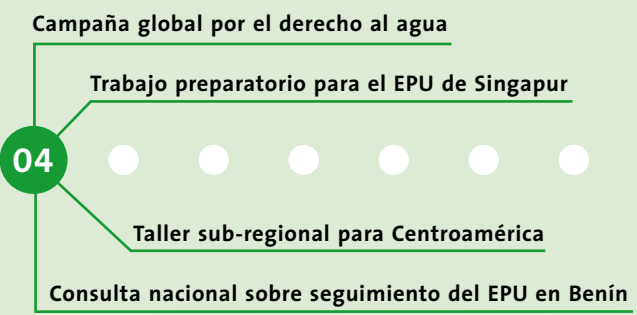 Campaña global por el derecho al agua
Trabajo preparatorio para el EPU de Singapur
04
Taller sub-regional para Centroamérica
Consulta nacional sobre seguimiento del EPU en Benín